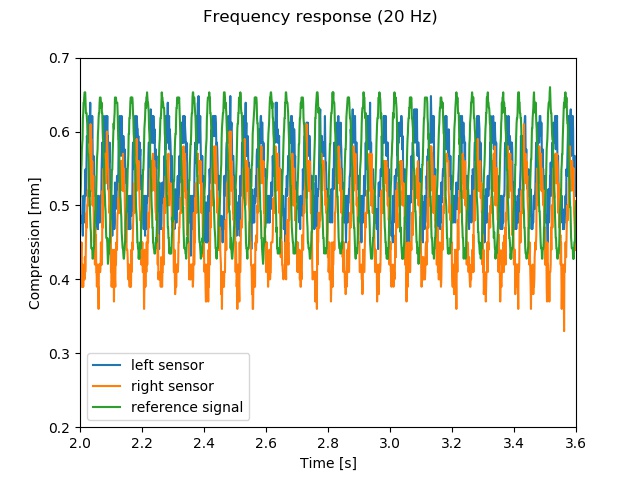 Frequency response (20 Hz)
0.7
0.6
0.5
0.4
0.3
0.2
Compression [mm]
left sensor
right sensor
reference signal
2.0 2.2 2.4 2.6 2.8 3.0 3.2 3.4 3.6
Time [s]